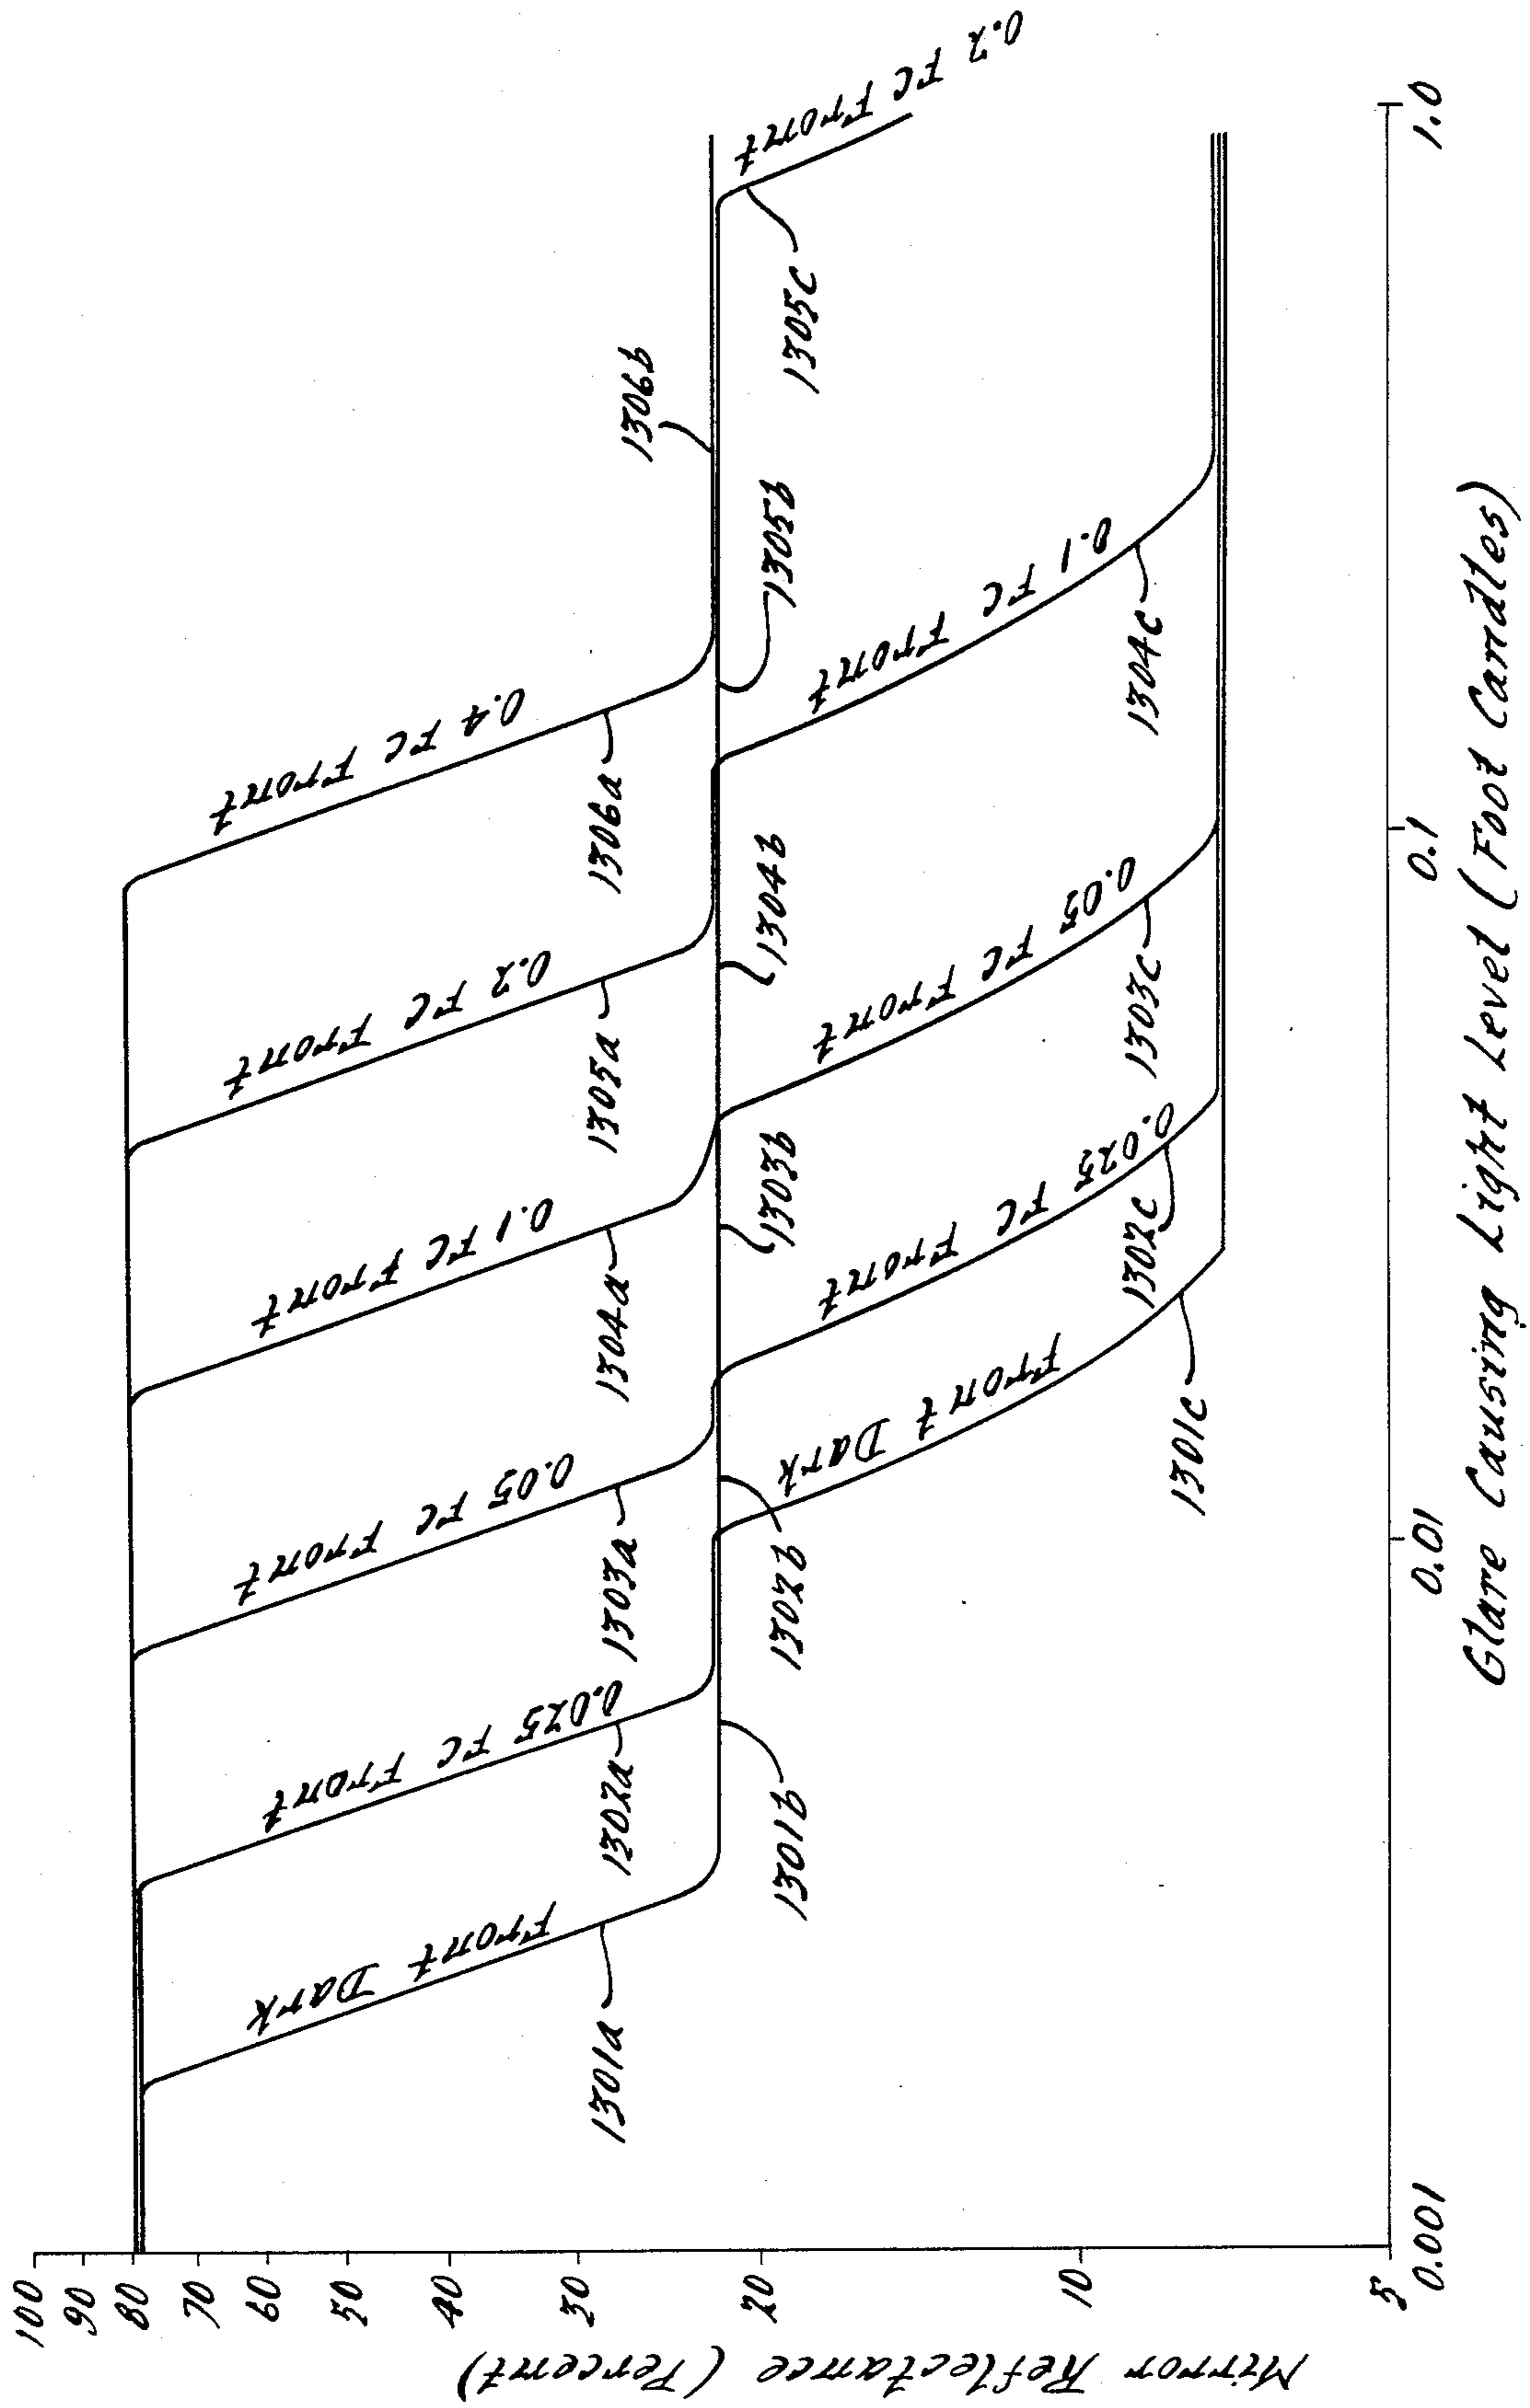 Mirror Reflectance (Percent)
100
90
80
70
60
50
40
30
20
10
5
0.001
0.01
0.1
1.0
Glare Causing Light Level (Foot Candles)
Front Dark
1301a
0.025 FC Front
1302a
0.05 FC Front
1303a
0.1 FC Front
1304a
0.2 FC Front
1305a
0.4 FC Front
1306a
1301b
1302b
1303b
1304b
1305b
1306b
Front Dark
1301c
0.025 FC Front
1302c
0.05 FC Front
1303c
0.1 FC Front
1304c
0.2 FC Front
1305c